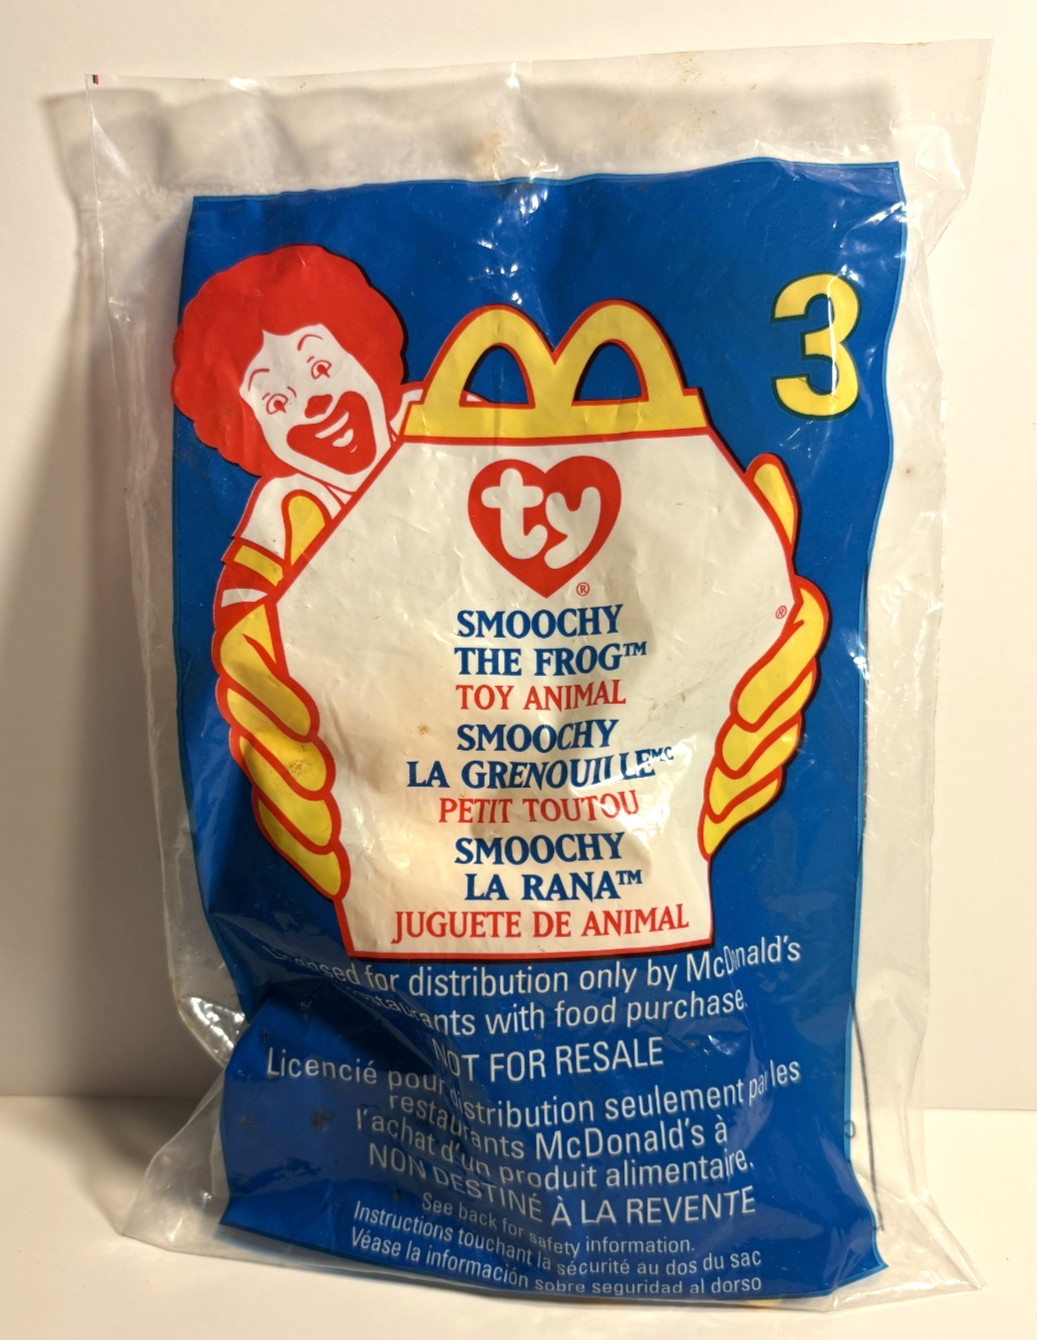 3
ty®
SMOOCHY
THE FROG™
TOY ANIMAL
SMOOCHY
LA GRENOUILLEᴹᶜ
PETIT TOUTOU
SMOOCHY
LA RANA™
JUGUETE DE ANIMAL
®
for distribution only by McDonald's
with food purchase.
NOT FOR RESALE
Licencié pour distribution seulement par les
restaurants McDonald's à
l'achat d'un produit alimentaire.
NON DESTINÉ À LA REVENTE
See back for safety information.
Instructions touchant la sécurité au dos du sac
Véase la información sobre seguridad al dorso